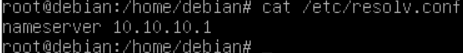 root@debian:/home/debian# cat /etc/resolv.conf
nameserver 10.10.10.1
root@debian:/home/debian# _